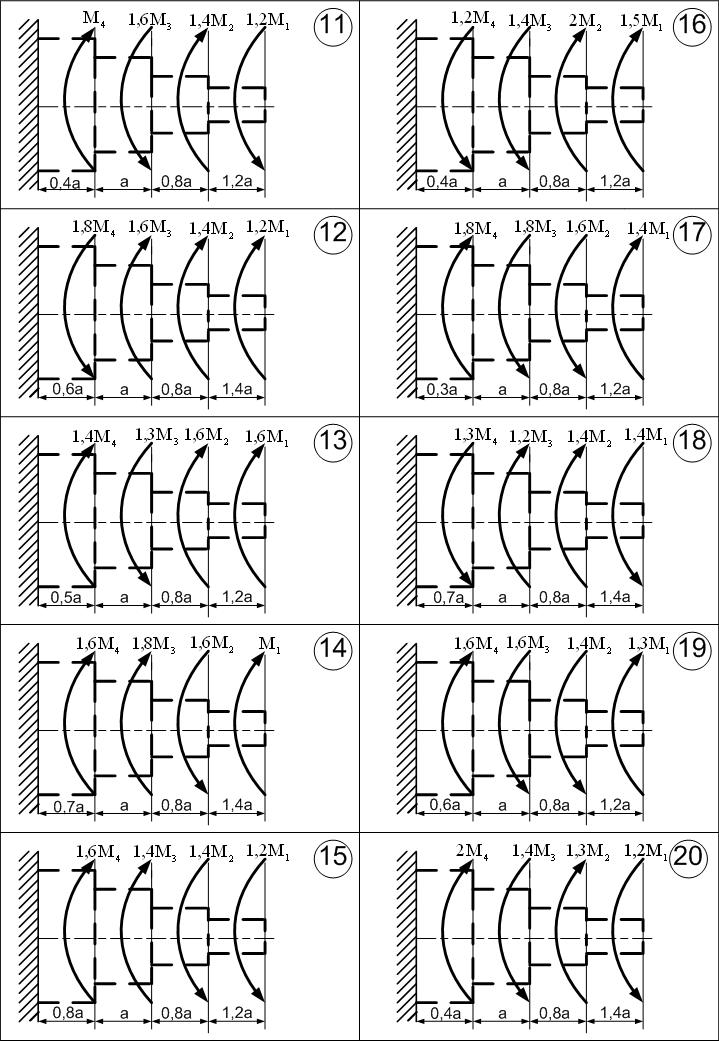 M₄ 1,6M₃ 1,4M₂ 1,2M₁ 11
0,4a a 0,8a 1,2a
1,2M₄ 1,4M₃ 2M₂ 1,5M₁ 16
0,4a a 0,8a 1,2a
1,8M₄ 1,6M₃ 1,4M₂ 1,2M₁ 12
0,6a a 0,8a 1,4a
1,8M₄ 1,8M₃ 1,6M₂ 1,4M₁ 17
0,3a a 0,8a 1,2a
1,4M₄ 1,3M₃ 1,6M₂ 1,6M₁ 13
0,5a a 0,8a 1,2a
1,3M₄ 1,2M₃ 1,4M₂ 1,4M₁ 18
0,7a a 0,8a 1,4a
1,6M₄ 1,8M₃ 1,6M₂ M₁ 14
0,7a a 0,8a 1,4a
1,6M₄ 1,6M₃ 1,4M₂ 1,3M₁ 19
0,6a a 0,8a 1,2a
1,6M₄ 1,4M₃ 1,4M₂ 1,2M₁ 15
0,8a a 0,8a 1,2a
2M₄ 1,4M₃ 1,3M₂ 1,2M₁ 20
0,4a a 0,8a 1,4a